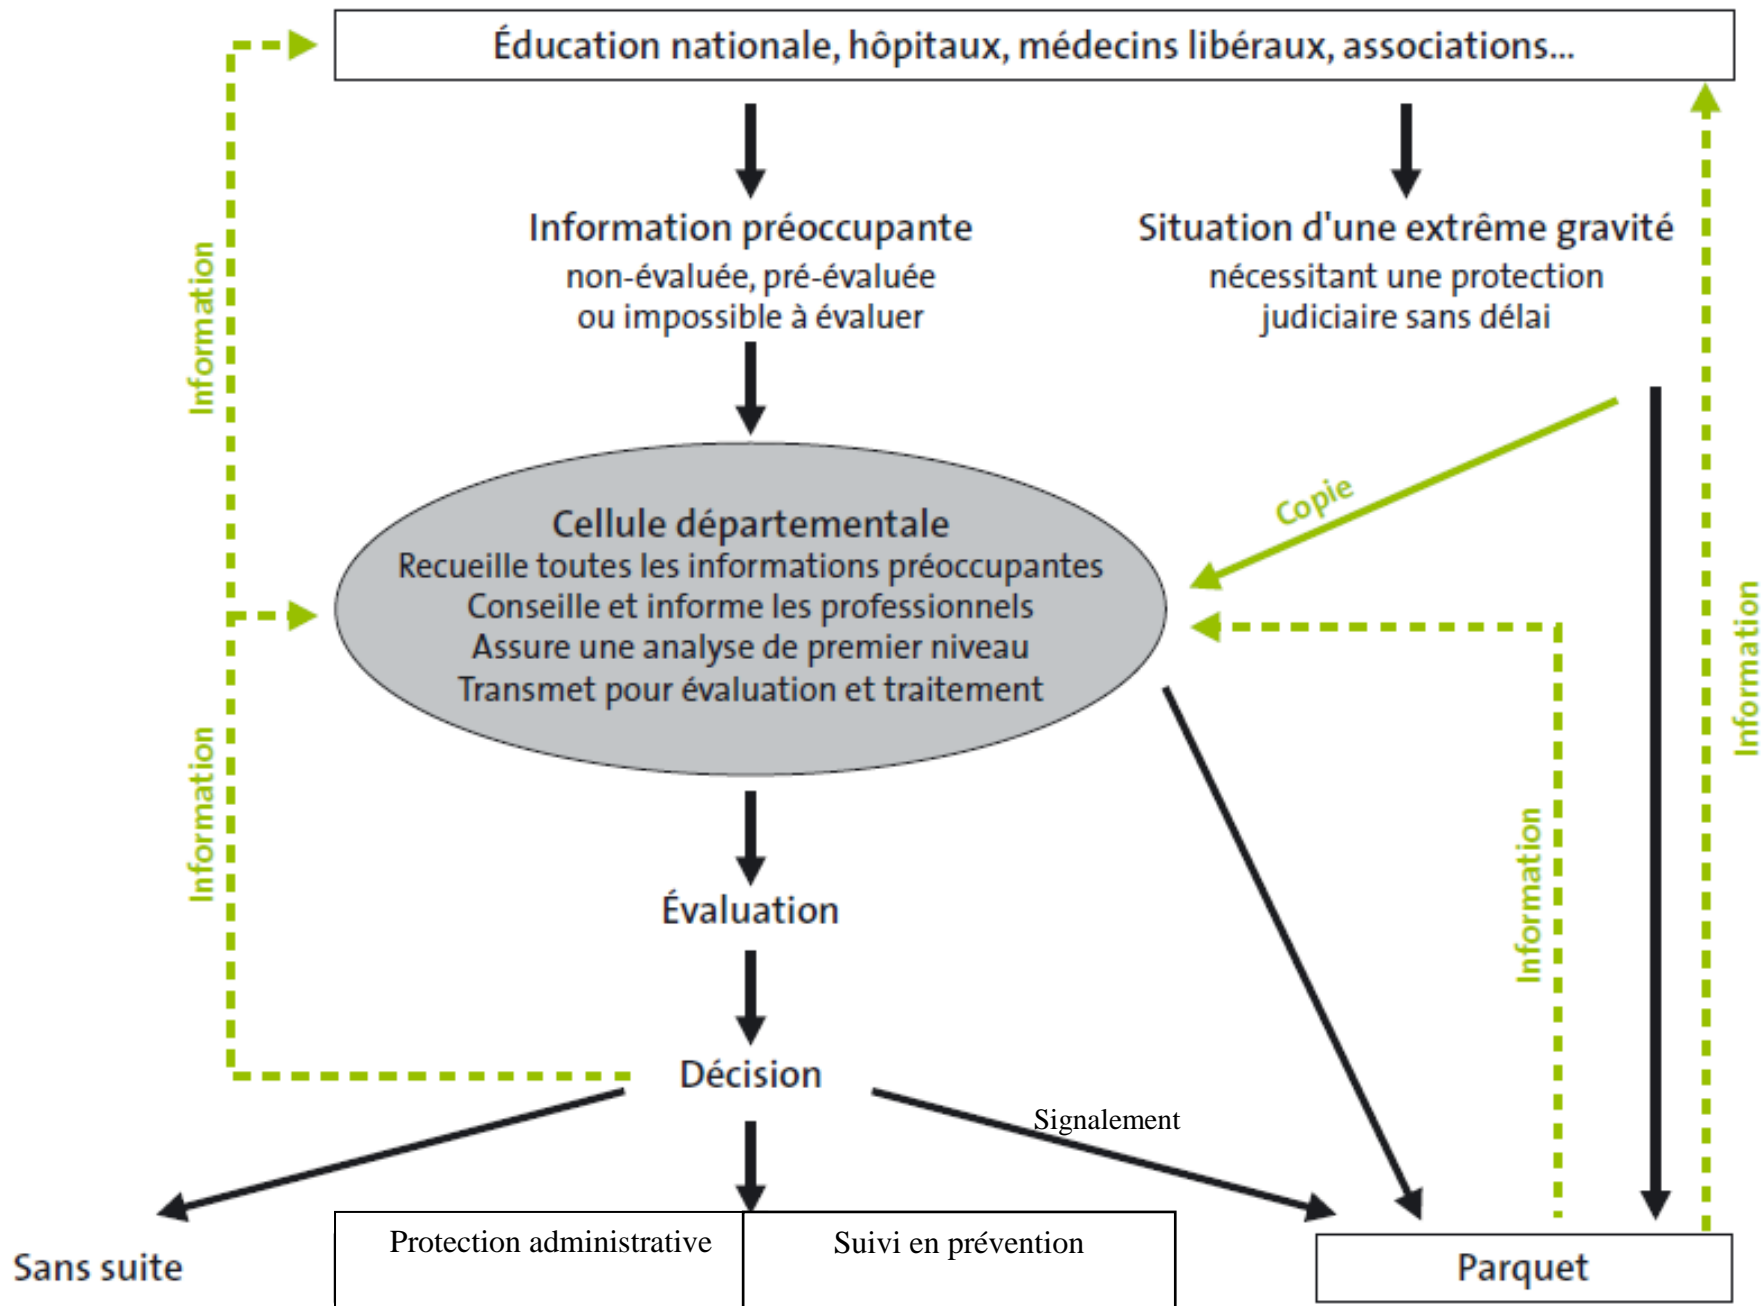 Éducation nationale, hôpitaux, médecins libéraux, associations...
Information préoccupante
non-évaluée, pré-évaluée
ou impossible à évaluer
Situation d'une extrême gravité
nécessitant une protection
judiciaire sans délai
Information
Copie
Cellule départementale
Recueille toutes les informations préoccupantes
Conseille et informe les professionnels
Assure une analyse de premier niveau
Transmet pour évaluation et traitement
Information
Information
Information
Évaluation
Décision
Signalement
Sans suite
Protection administrative
Suivi en prévention
Parquet